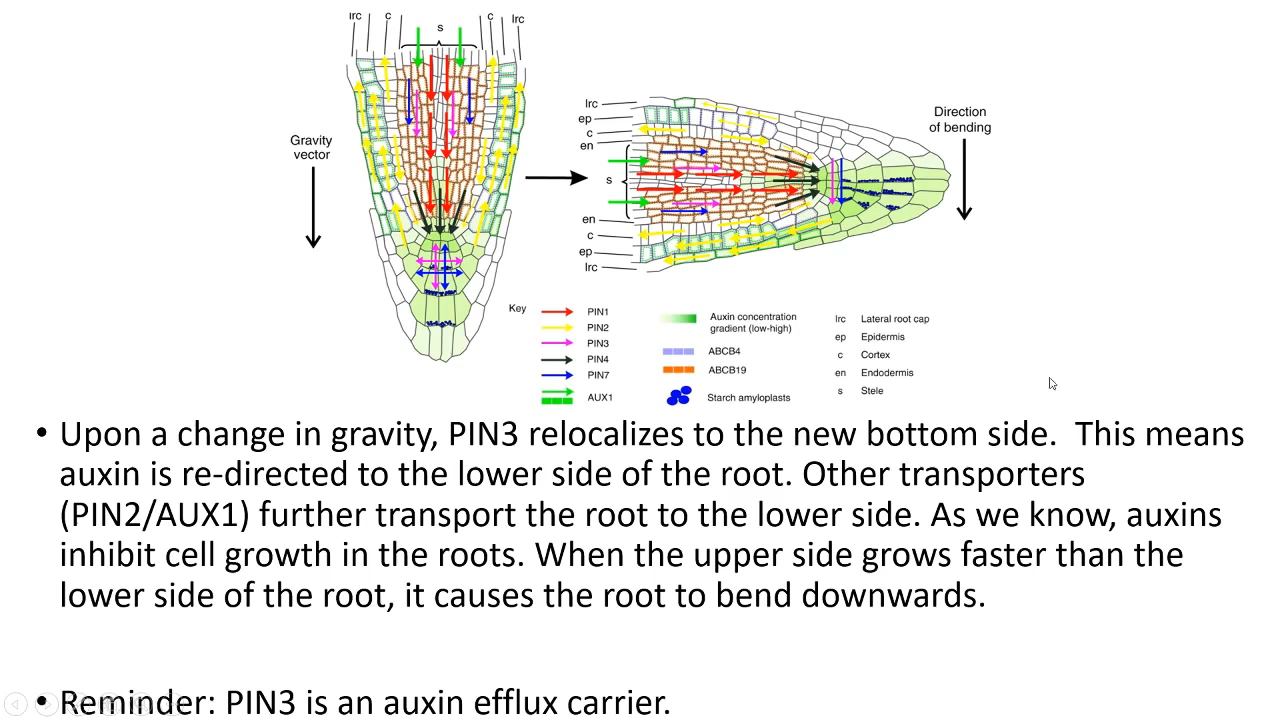 lrc c s c lrc
Gravity
vector
lrc
ep
c
en
s
en
c
ep
lrc
Direction
of bending
Key
PIN1
PIN2
PIN3
PIN4
PIN7
AUX1
Auxin concentration
gradient (low-high)
ABCB4
ABCB19
Starch amyloplasts
lrc Lateral root cap
ep Epidermis
c Cortex
en Endodermis
s Stele
• Upon a change in gravity, PIN3 relocalizes to the new bottom side. This means
auxin is re-directed to the lower side of the root. Other transporters
(PIN2/AUX1) further transport the root to the lower side. As we know, auxins
inhibit cell growth in the roots. When the upper side grows faster than the
lower side of the root, it causes the root to bend downwards.
• Reminder: PIN3 is an auxin efflux carrier.